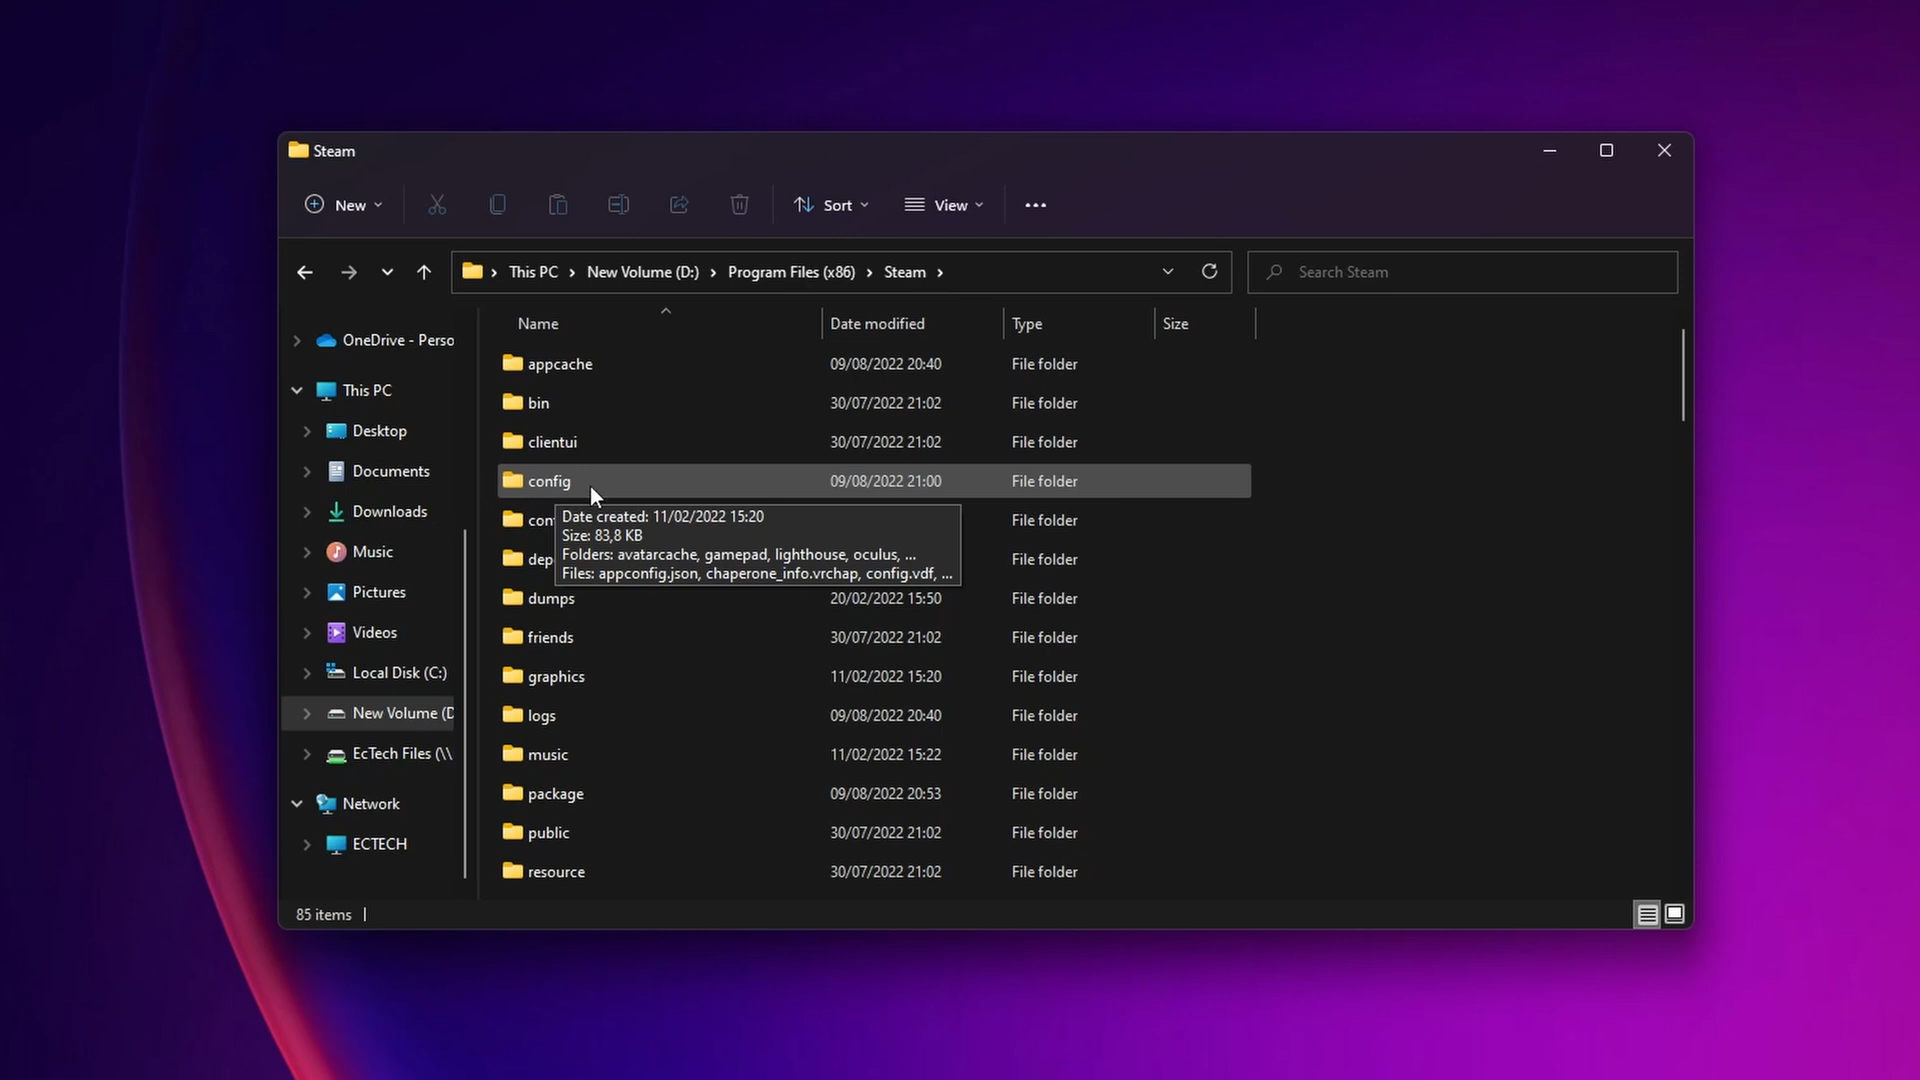 Steam
New
Sort
View
This PC > New Volume (D:) > Program Files (x86) > Steam >
Search Steam
OneDrive - Perso
This PC
Desktop
Documents
Downloads
Music
Pictures
Videos
Local Disk (C:)
New Volume (D
EcTech Files (\\
Network
ECTECH
Name Date modified Type Size
appcache 09/08/2022 20:40 File folder
bin 30/07/2022 21:02 File folder
clientui 30/07/2022 21:02 File folder
config 09/08/2022 21:00 File folder
con File folder
dep File folder
Date created: 11/02/2022 15:20
Size: 83,8 KB
Folders: avatarcache, gamepad, lighthouse, oculus, ...
Files: appconfig.json, chaperone_info.vrchap, config.vdf, ...
dumps 20/02/2022 15:50 File folder
friends 30/07/2022 21:02 File folder
graphics 11/02/2022 15:20 File folder
logs 09/08/2022 20:40 File folder
music 11/02/2022 15:22 File folder
package 09/08/2022 20:53 File folder
public 30/07/2022 21:02 File folder
resource 30/07/2022 21:02 File folder
85 items